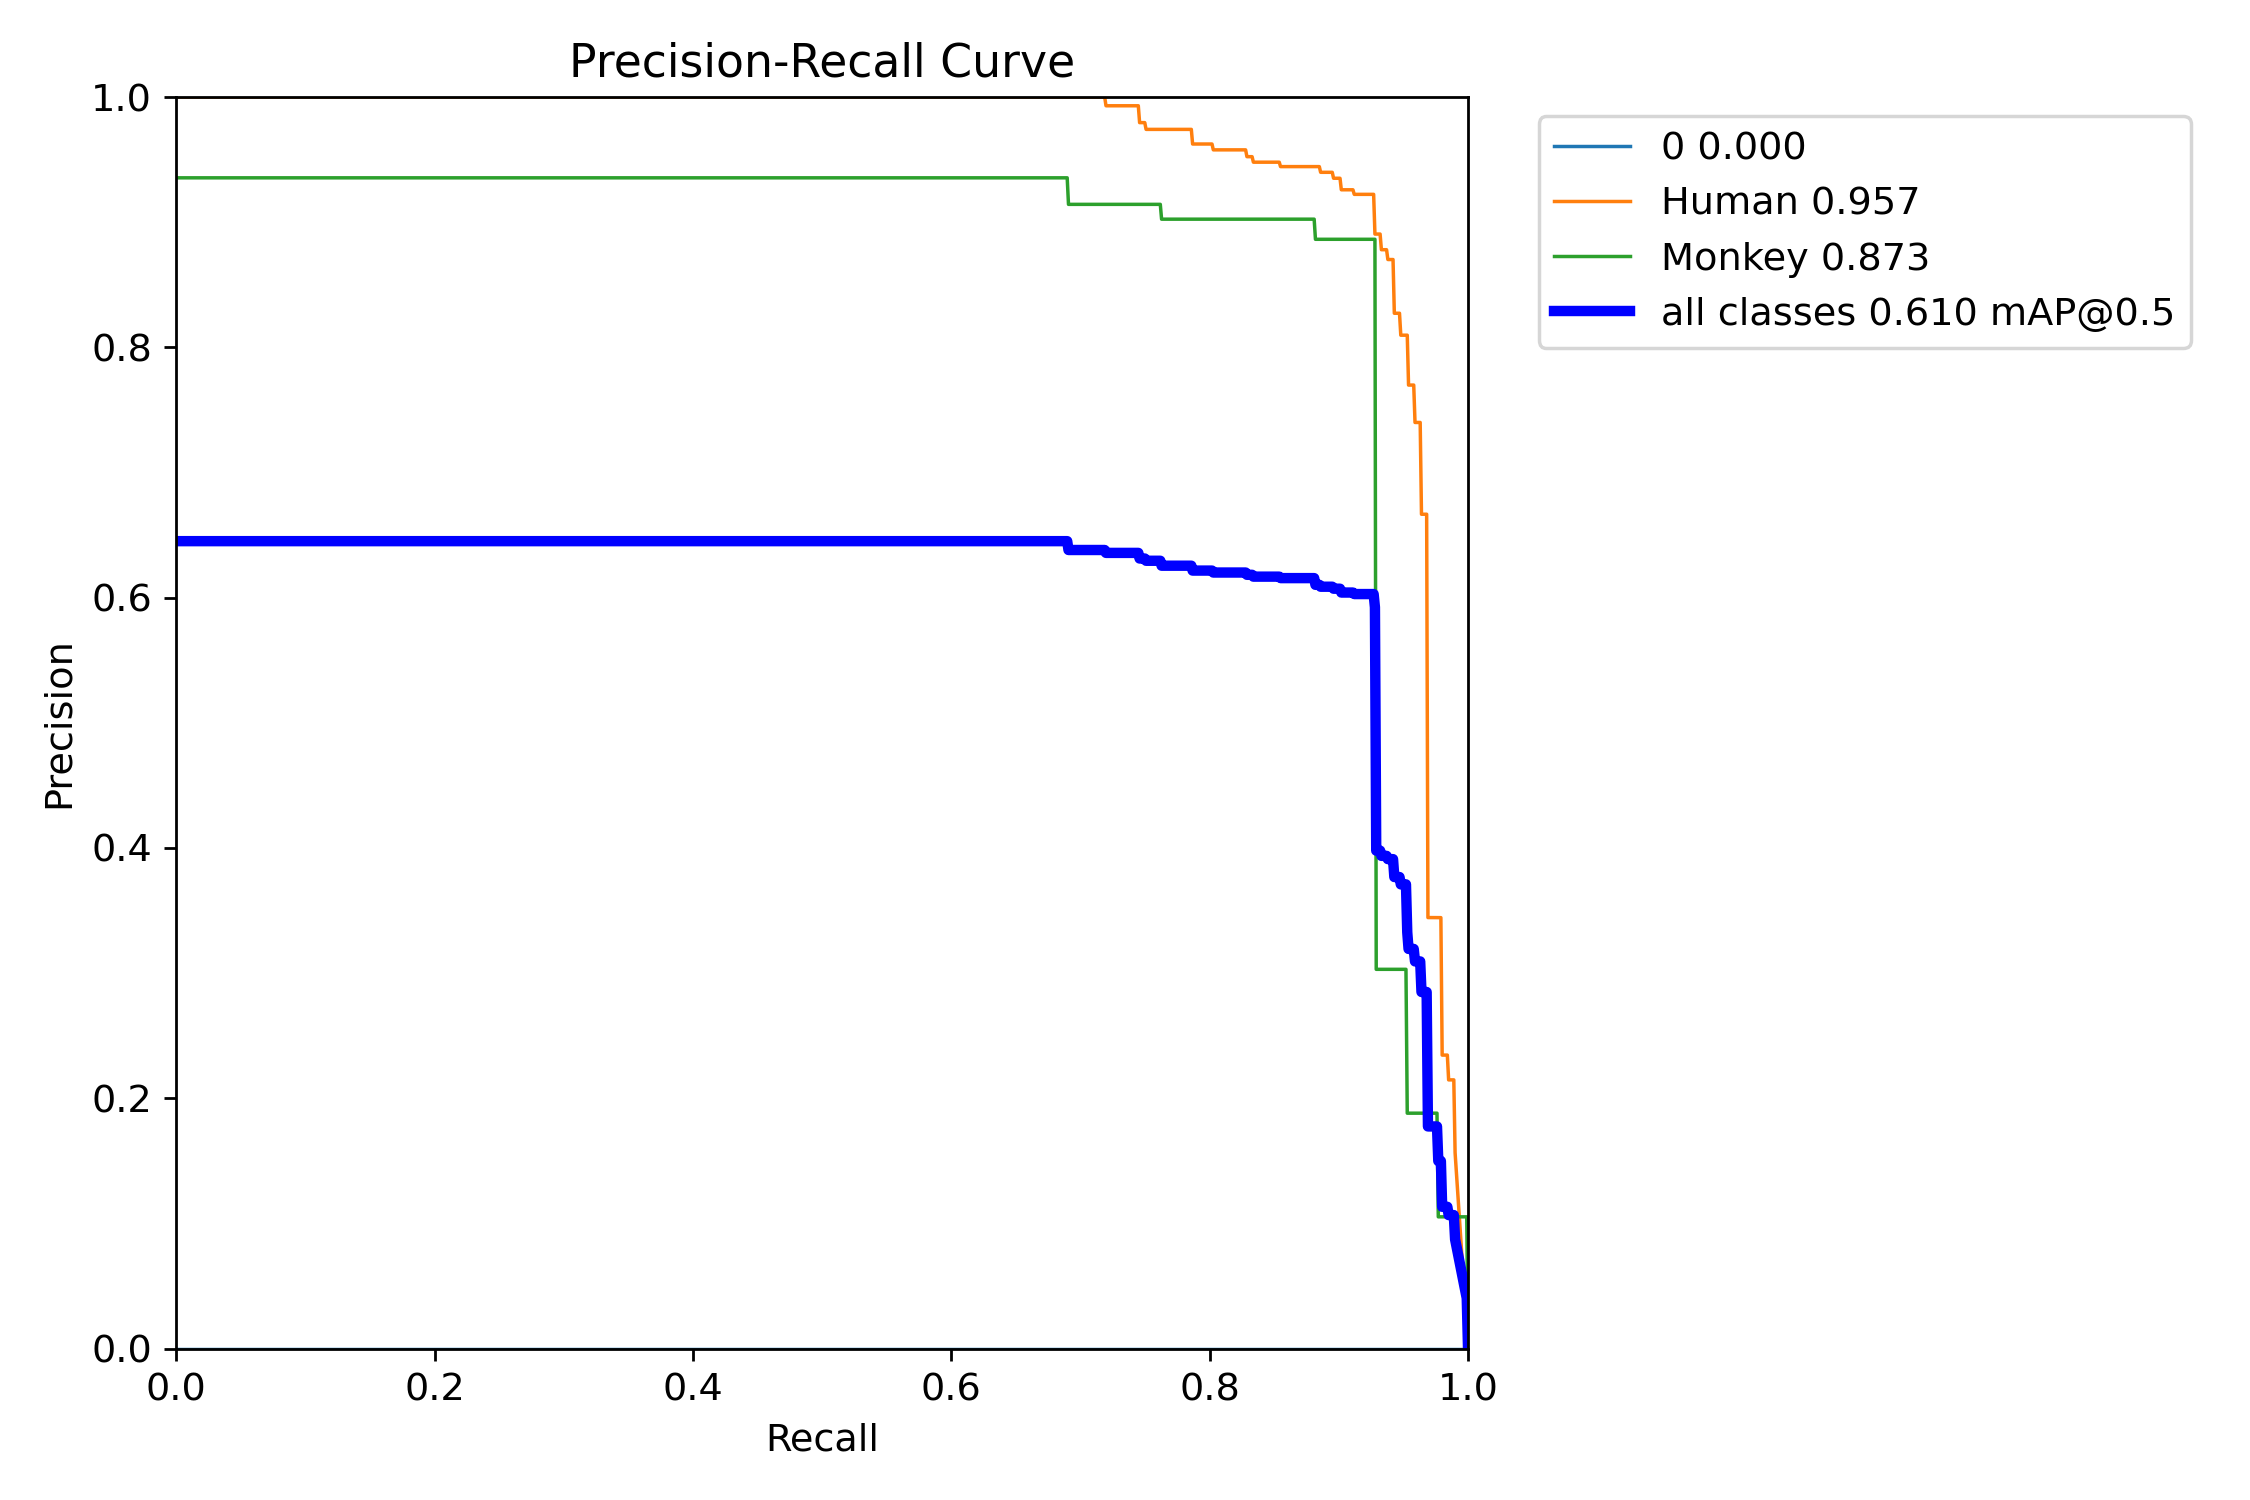 Precision-Recall Curve
1.0
0.8
0.6
0.4
0.2
0.0
Precision
0.0 0.2 0.4 0.6 0.8 1.0
Recall
0 0.000
Human 0.957
Monkey 0.873
all classes 0.610 mAP@0.5